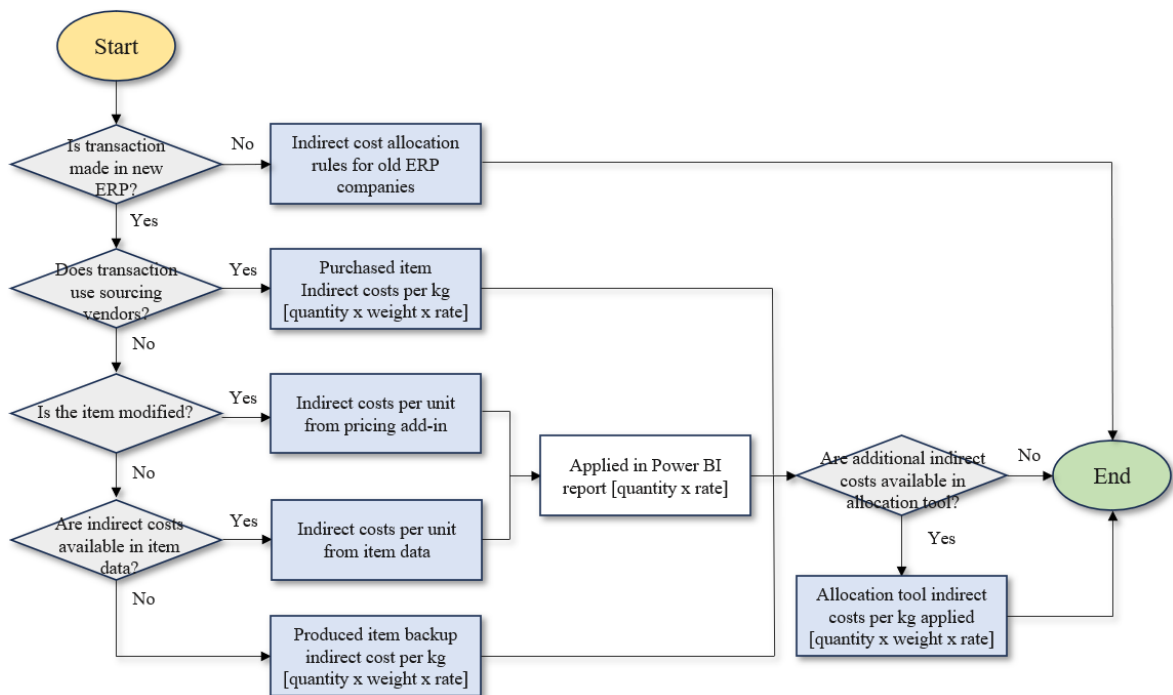 Start
Is transaction
made in new
ERP?
No
Indirect cost allocation
rules for old ERP
companies
Yes
Does transaction
use sourcing
vendors?
Yes
Purchased item
Indirect costs per kg
[quantity x weight x rate]
No
Is the item modified?
Yes
Indirect costs per unit
from pricing add-in
No
Are indirect costs
available in item
data?
Yes
Indirect costs per unit
from item data
No
Produced item backup
indirect cost per kg
[quantity x weight x rate]
Applied in Power BI
report [quantity x rate]
Are additional indirect
costs available in
allocation tool?
No
End
Yes
Allocation tool indirect
costs per kg applied
[quantity x weight x rate]